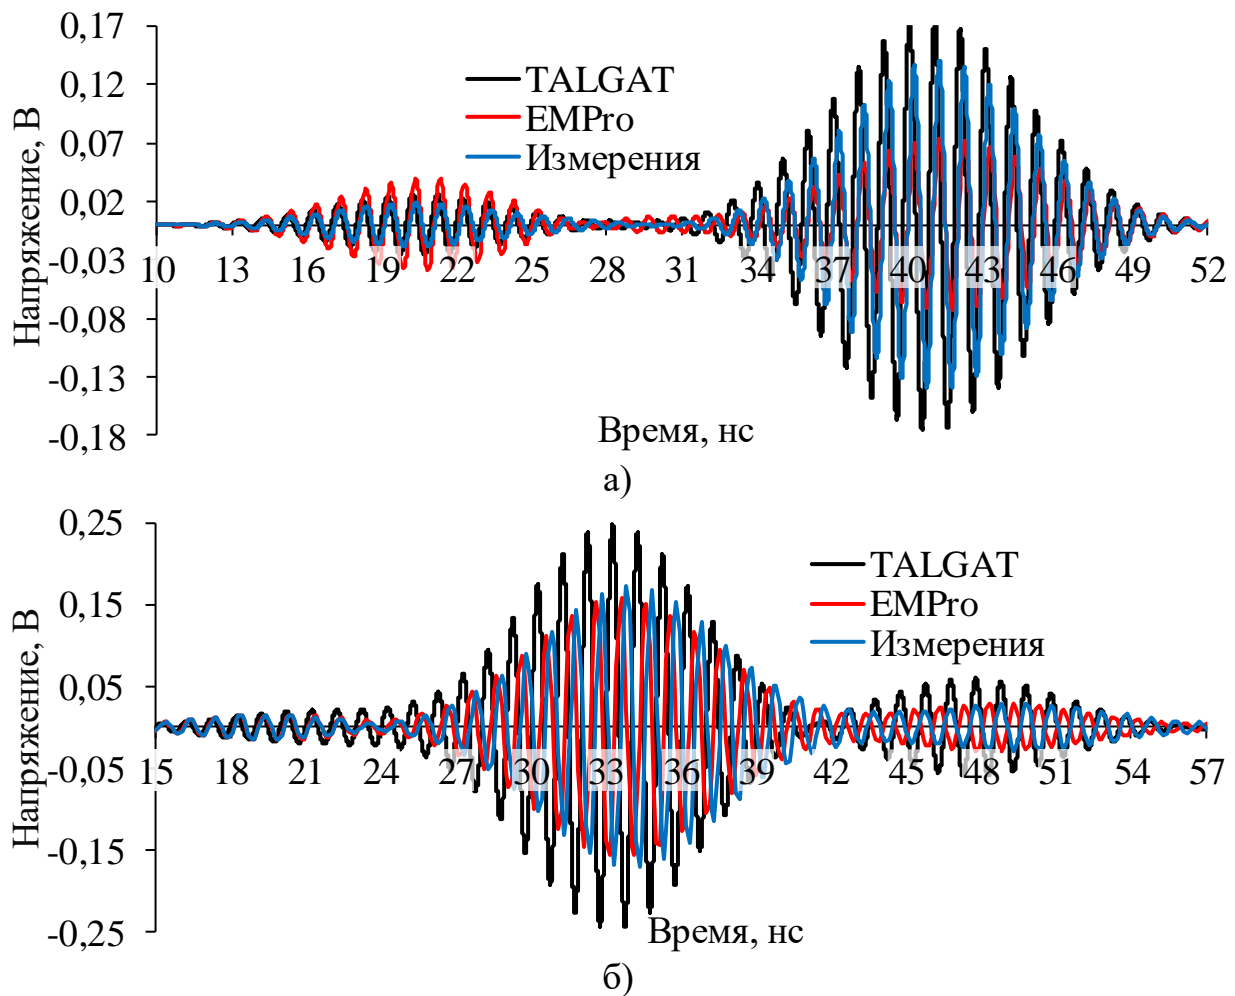 0,17
0,12
0,07
0,02
-0,03
-0,08
-0,13
-0,18
Напряжение, В
TALGAT
EMPro
Измерения
10 13 16 19 22 25 28 31 34 37 40 43 46 49 52
Время, нс
а)
0,25
0,15
0,05
-0,05
-0,15
-0,25
Напряжение, В
TALGAT
EMPro
Измерения
15 18 21 24 27 30 33 36 39 42 45 48 51 54 57
Время, нс
б)